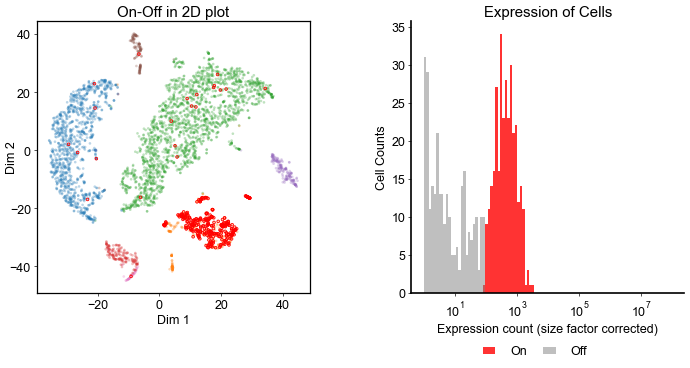 On-Off in 2D plot
Dim 2
40
20
0
−20
−40
−20 0 20 40
Dim 1
Expression of Cells
Cell Counts
35
30
25
20
15
10
5
0
10^1 10^3 10^5 10^7
Expression count (size factor corrected)
On Off